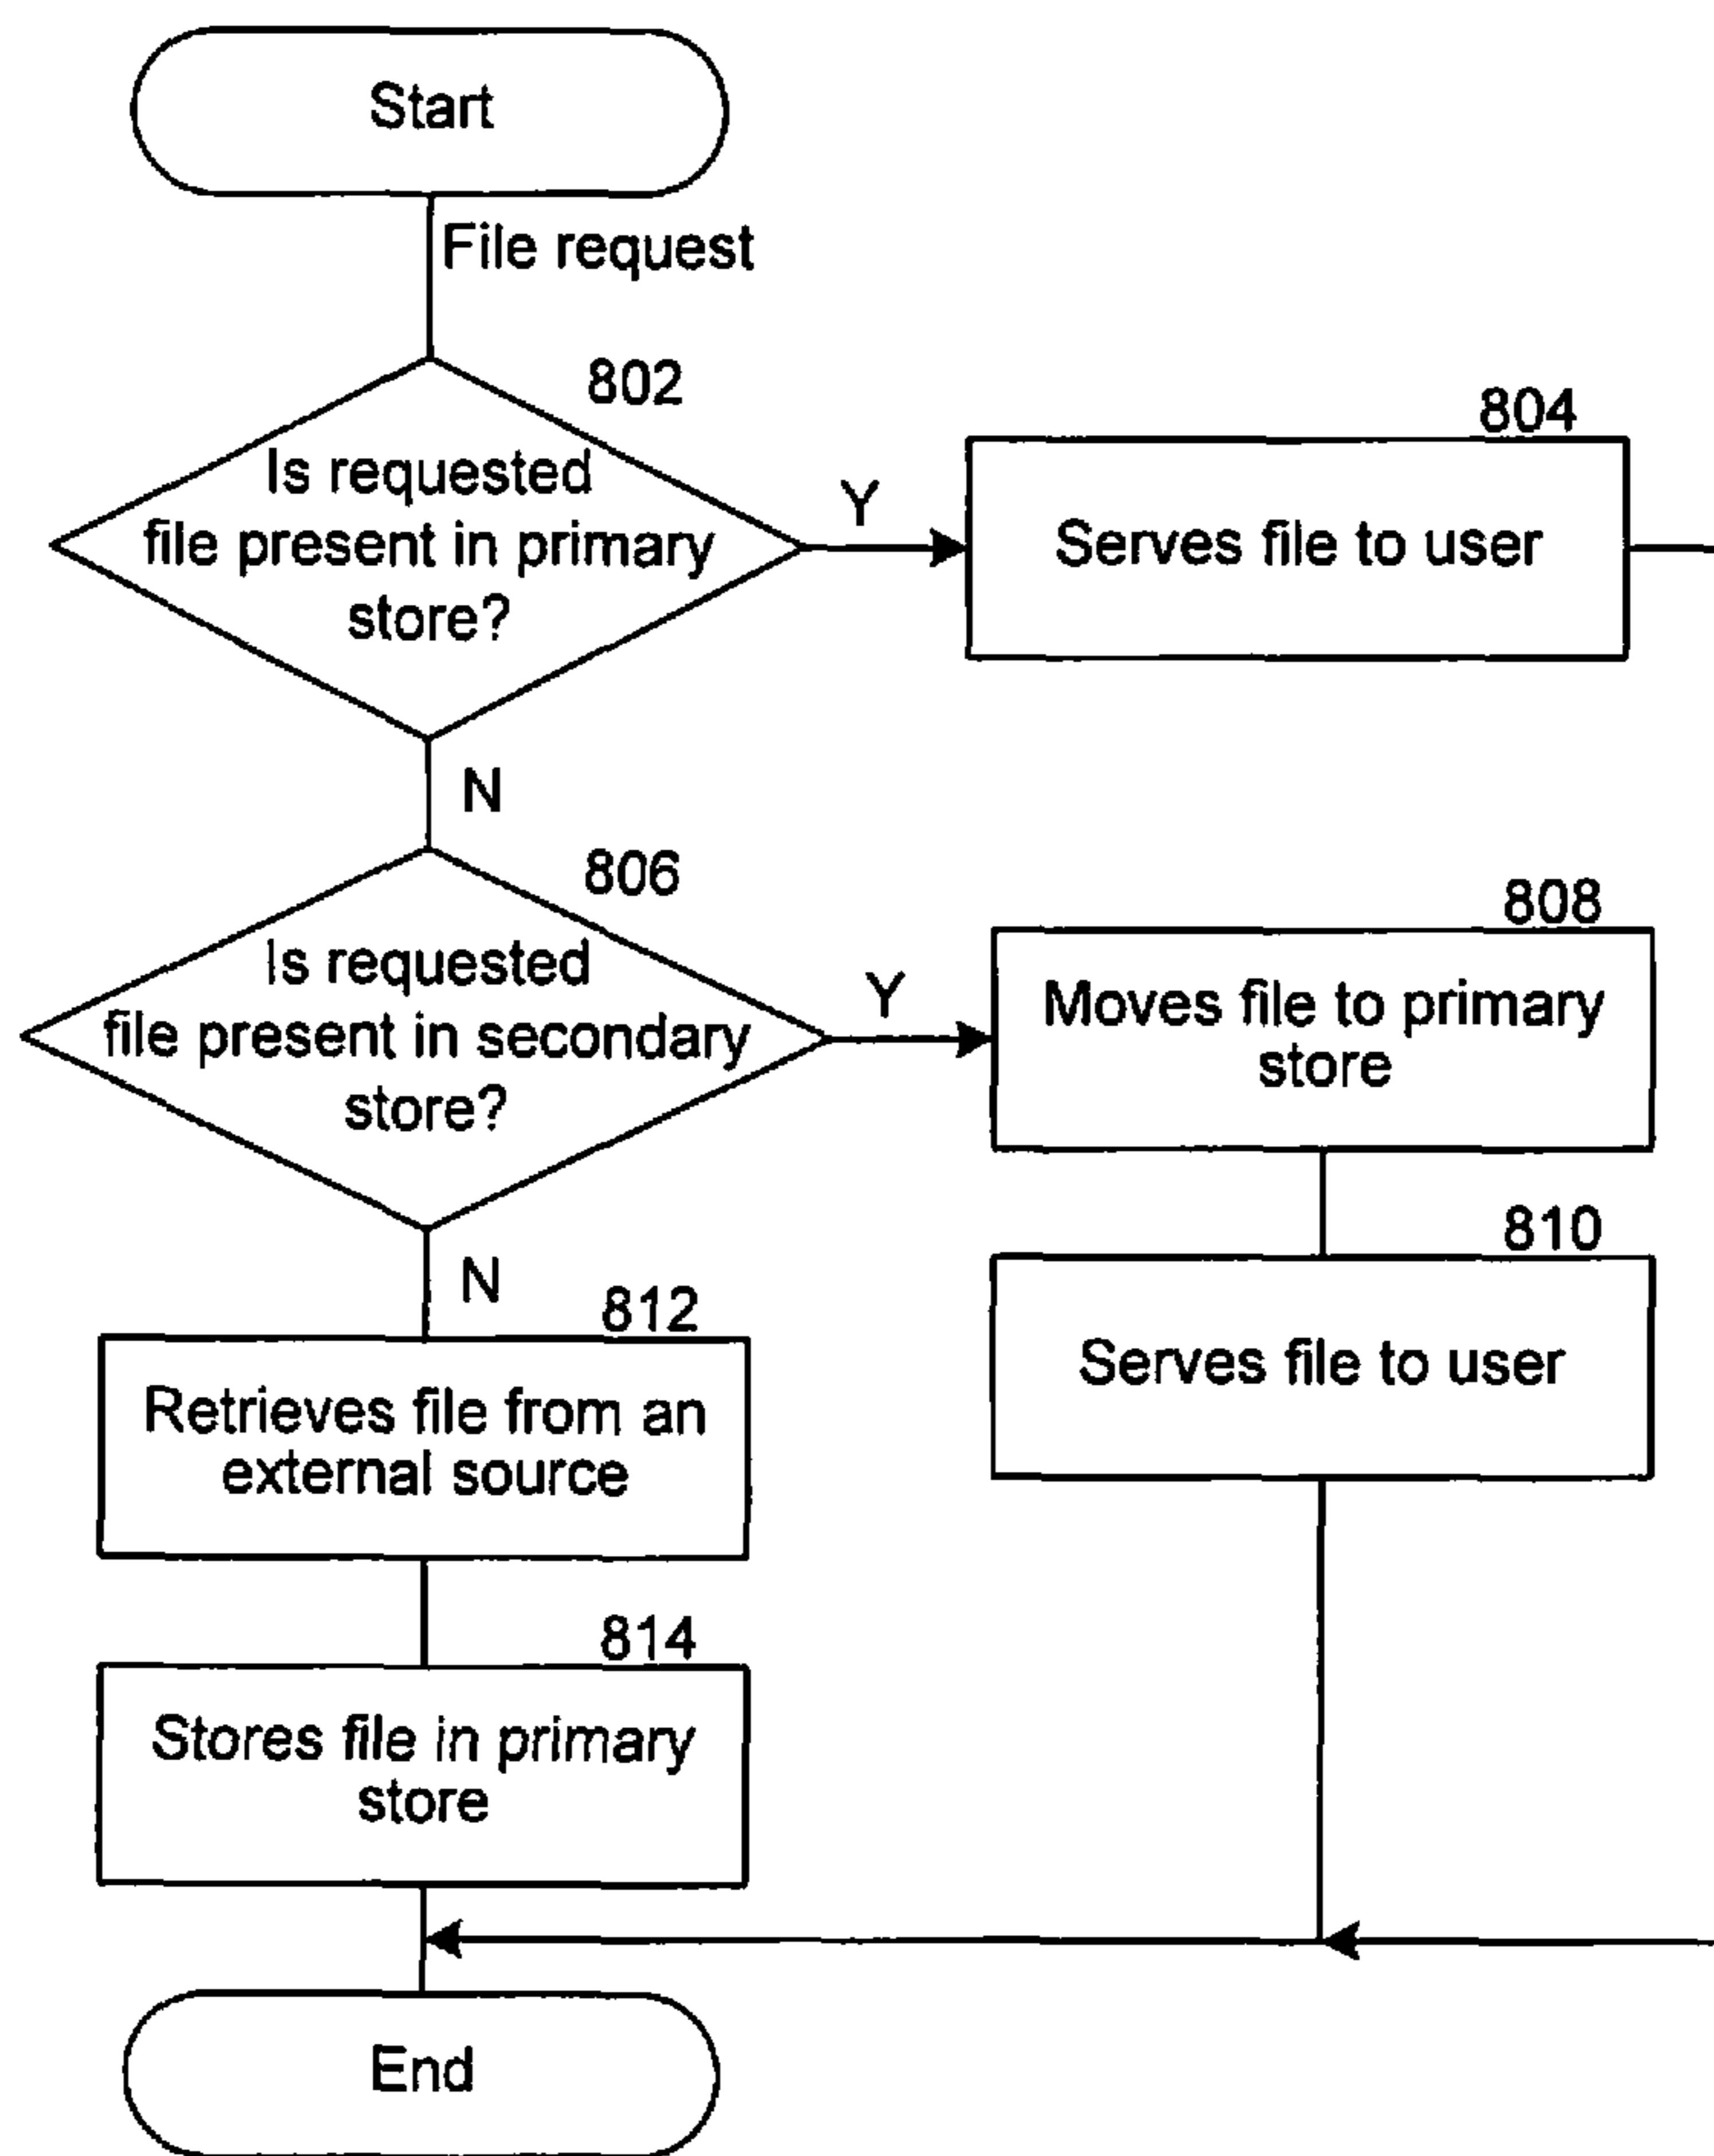 Start
File request
802
Is requested
file present in primary
store?
Y
804
Serves file to user
N
806
Is requested
file present in secondary
store?
Y
808
Moves file to primary
store
810
Serves file to user
N
812
Retrieves file from an
external source
814
Stores file in primary
store
End